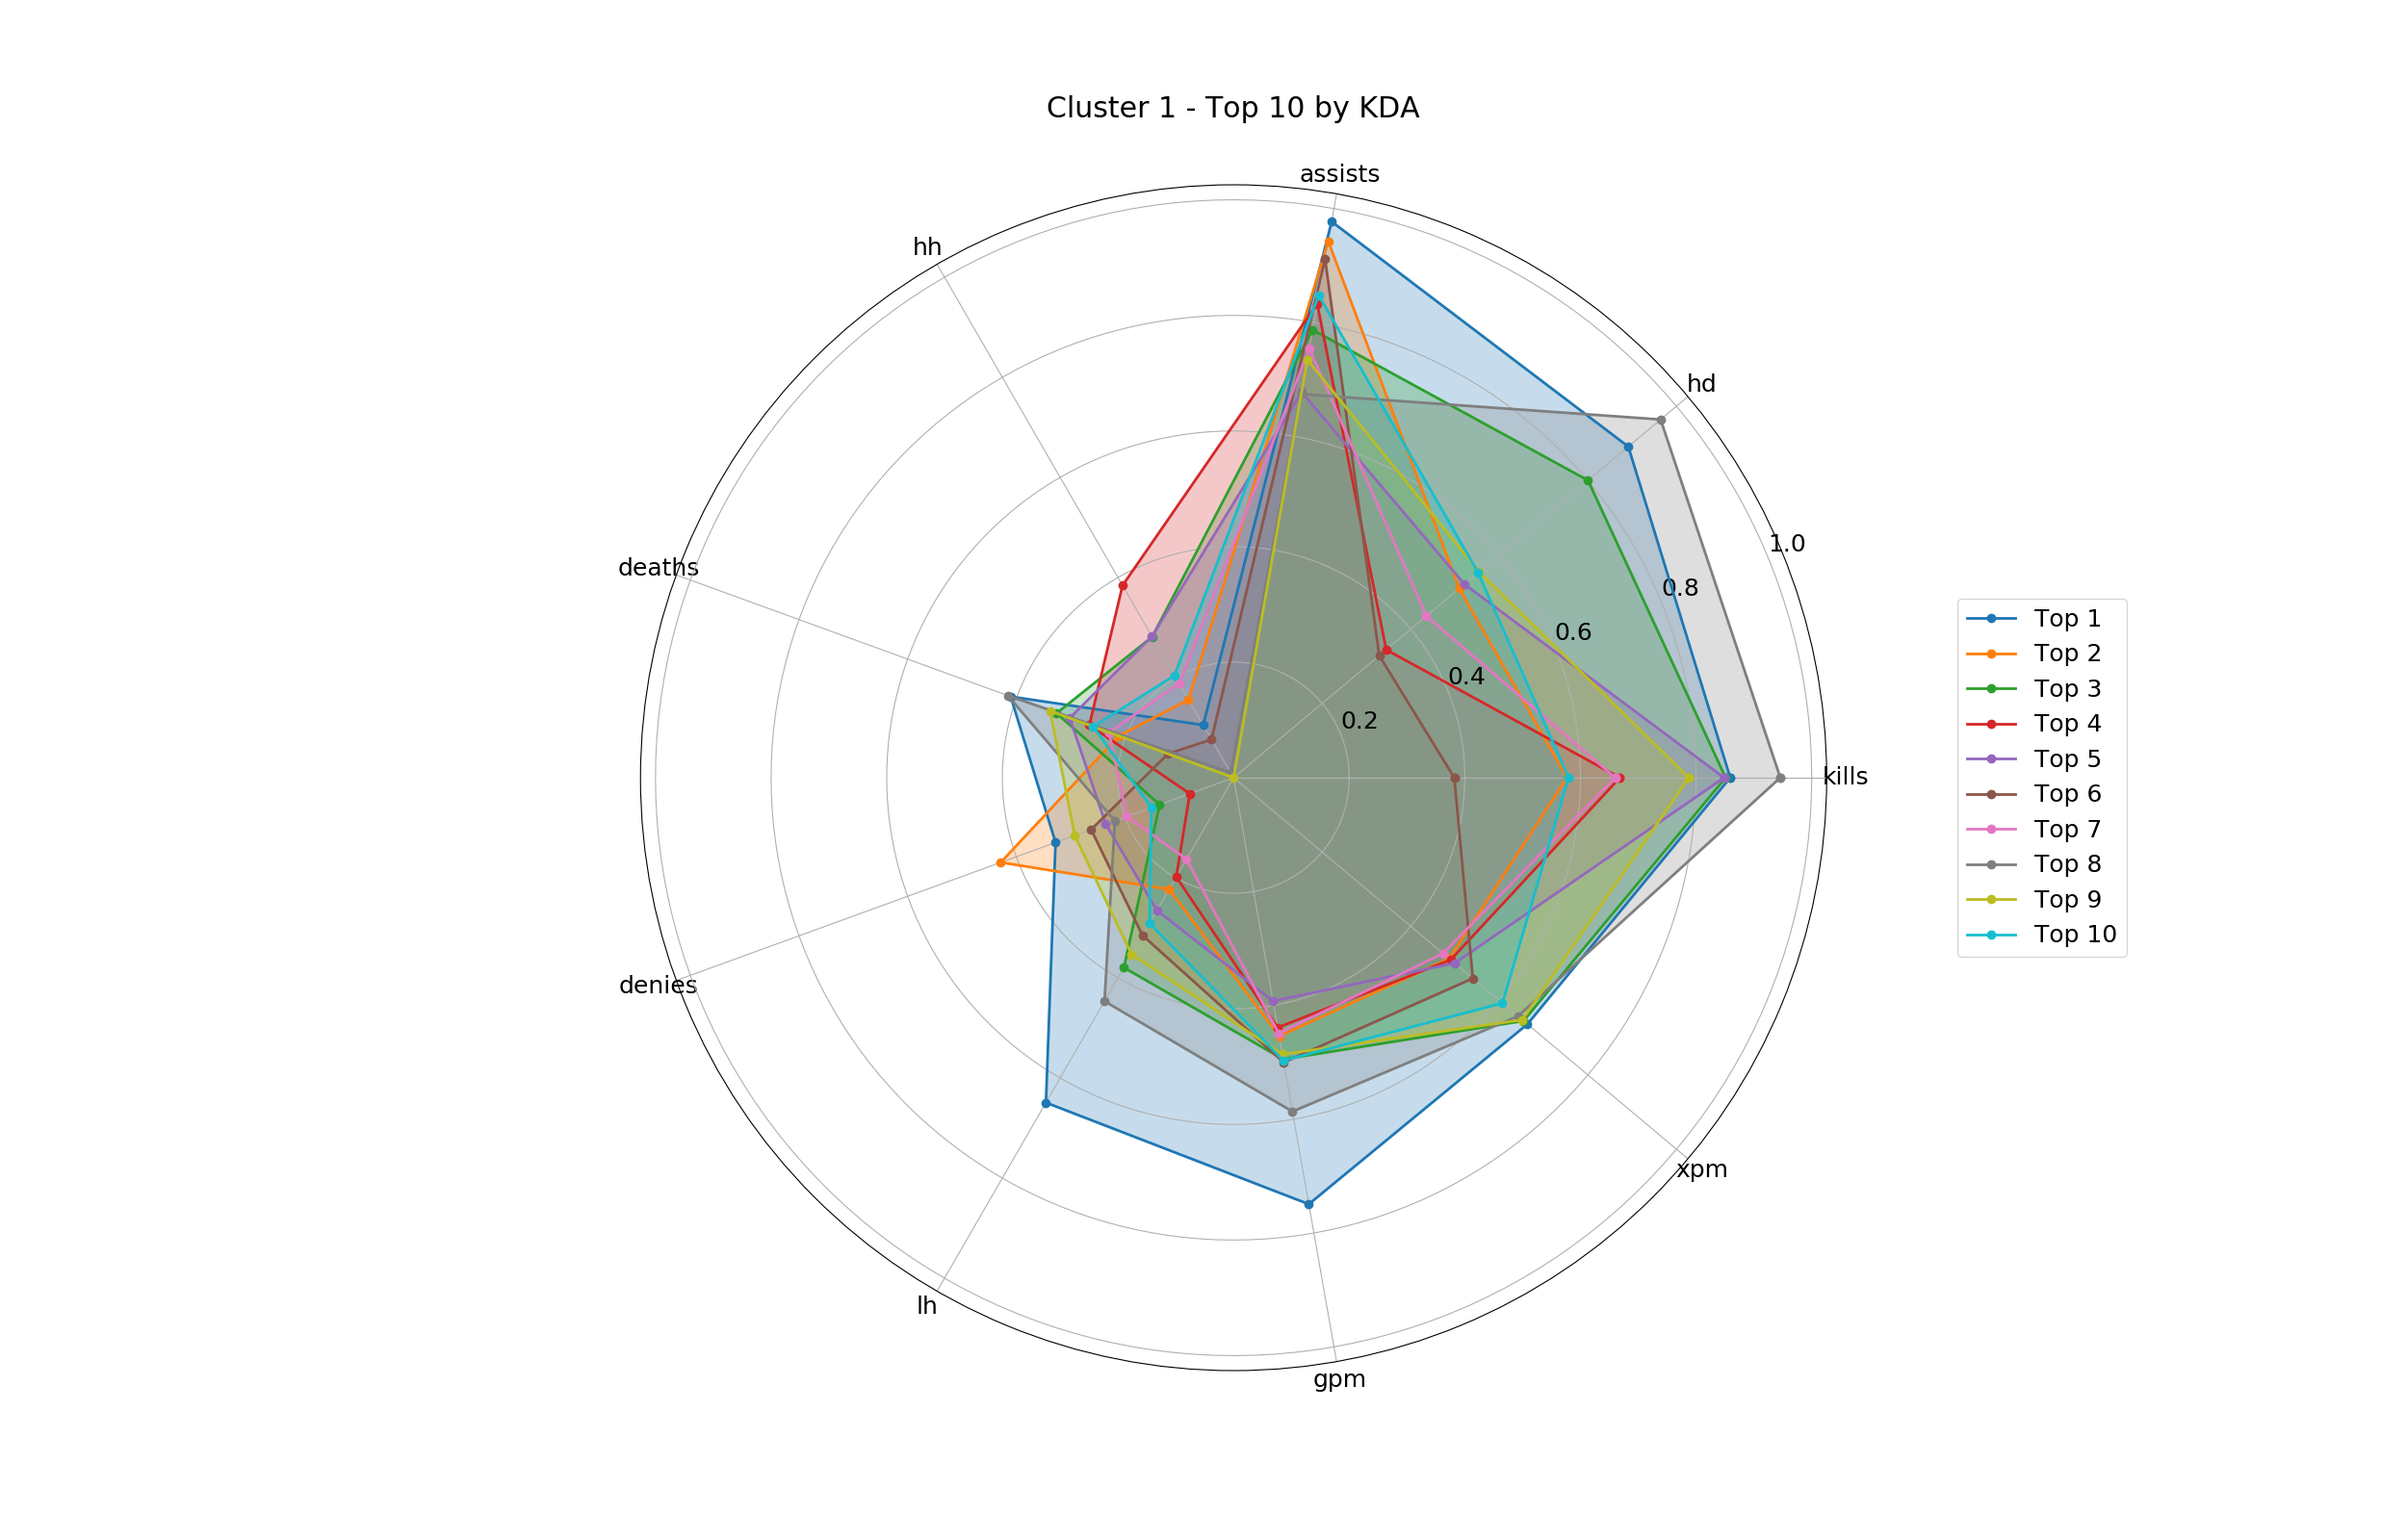 Cluster 1 - Top 10 by KDA
assists
hh
hd
deaths
1.0
0.8
0.6
0.4
0.2
kills
denies
xpm
lh
gpm
Top 1
Top 2
Top 3
Top 4
Top 5
Top 6
Top 7
Top 8
Top 9
Top 10